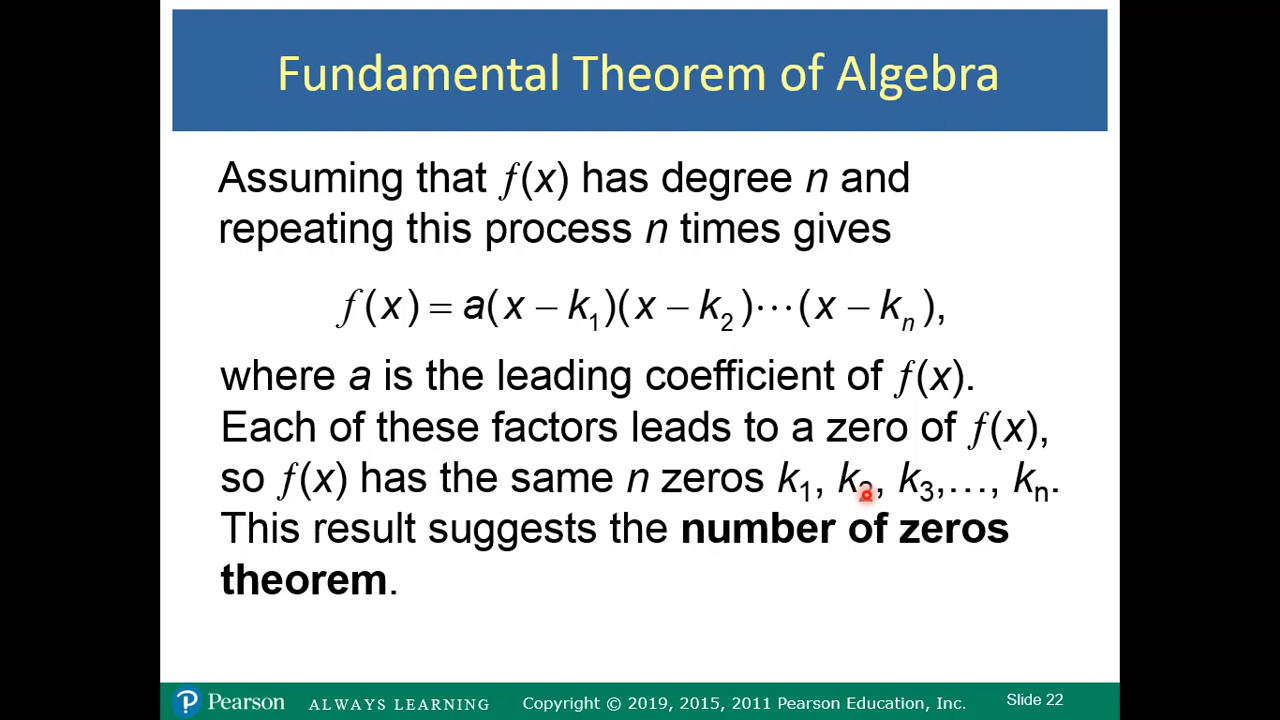 Fundamental Theorem of Algebra
Assuming that f(x) has degree n and
repeating this process n times gives
f(x) = a(x − k₁)(x − k₂)⋯(x − kₙ),
where a is the leading coefficient of f(x).
Each of these factors leads to a zero of f(x),
so f(x) has the same n zeros k₁, k₂, k₃,…, kₙ.
This result suggests the number of zeros
theorem.
Pearson ALWAYS LEARNING Copyright © 2019, 2015, 2011 Pearson Education, Inc. Slide 22